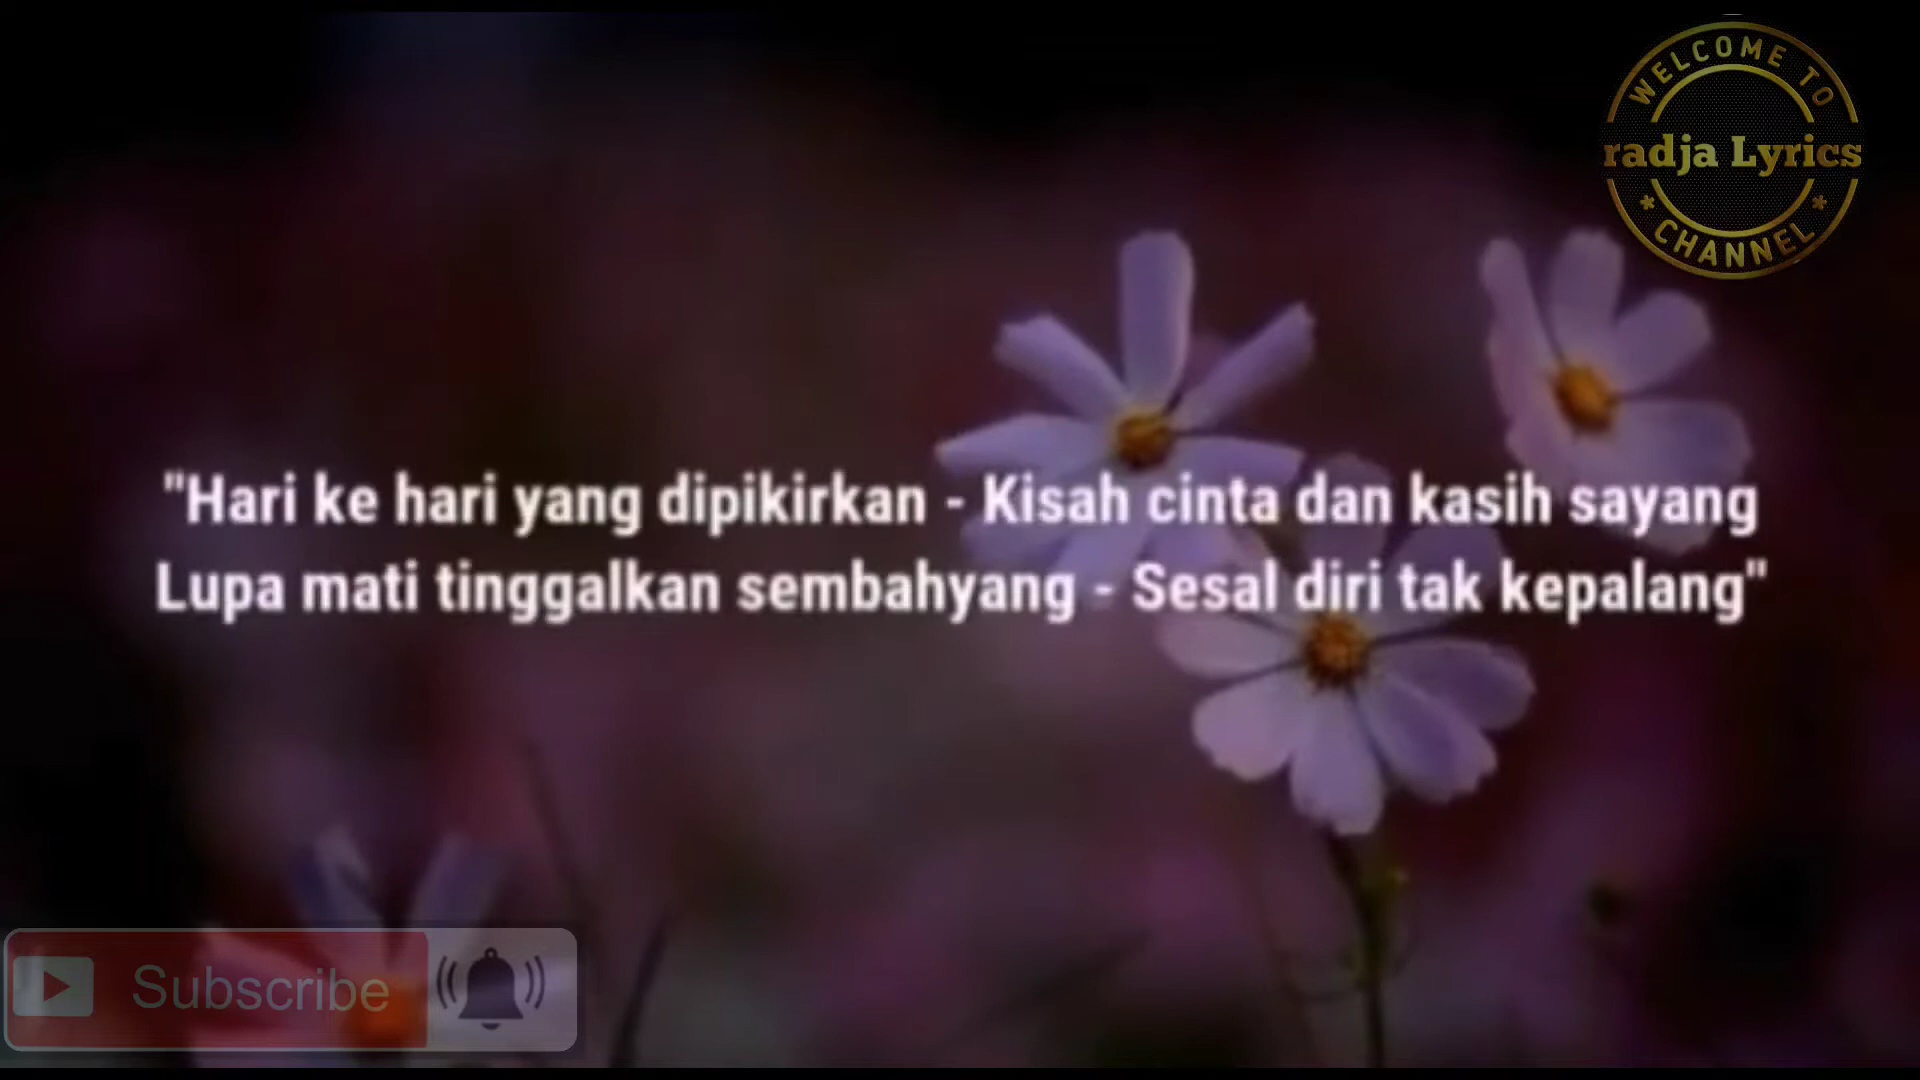 WELCOME TO
radja Lyrics
* CHANNEL *
"Hari ke hari yang dipikirkan - Kisah cinta dan kasih sayang
Lupa mati tinggalkan sembahyang - Sesal diri tak kepalang"
Subscribe